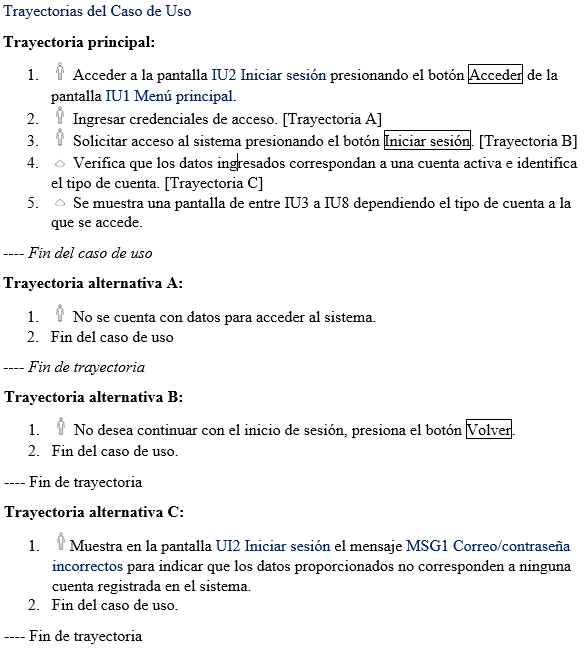 Trayectorias del Caso de Uso
Trayectoria principal:
1. Acceder a la pantalla IU2 Iniciar sesión presionando el botón Acceder de la
pantalla IU1 Menú principal.
2. Ingresar credenciales de acceso. [Trayectoria A]
3. Solicitar acceso al sistema presionando el botón Iniciar sesión. [Trayectoria B]
4. Verifica que los datos ingresados correspondan a una cuenta activa e identifica
el tipo de cuenta. [Trayectoria C]
5. Se muestra una pantalla de entre IU3 a IU8 dependiendo el tipo de cuenta a la
que se accede.
---- Fin del caso de uso
Trayectoria alternativa A:
1. No se cuenta con datos para acceder al sistema.
2. Fin del caso de uso
---- Fin de trayectoria
Trayectoria alternativa B:
1. No desea continuar con el inicio de sesión, presiona el botón Volver.
2. Fin del caso de uso.
---- Fin de trayectoria
Trayectoria alternativa C:
1. Muestra en la pantalla UI2 Iniciar sesión el mensaje MSG1 Correo/contraseña
incorrectos para indicar que los datos proporcionados no corresponden a ninguna
cuenta registrada en el sistema.
2. Fin del caso de uso.
---- Fin de trayectoria